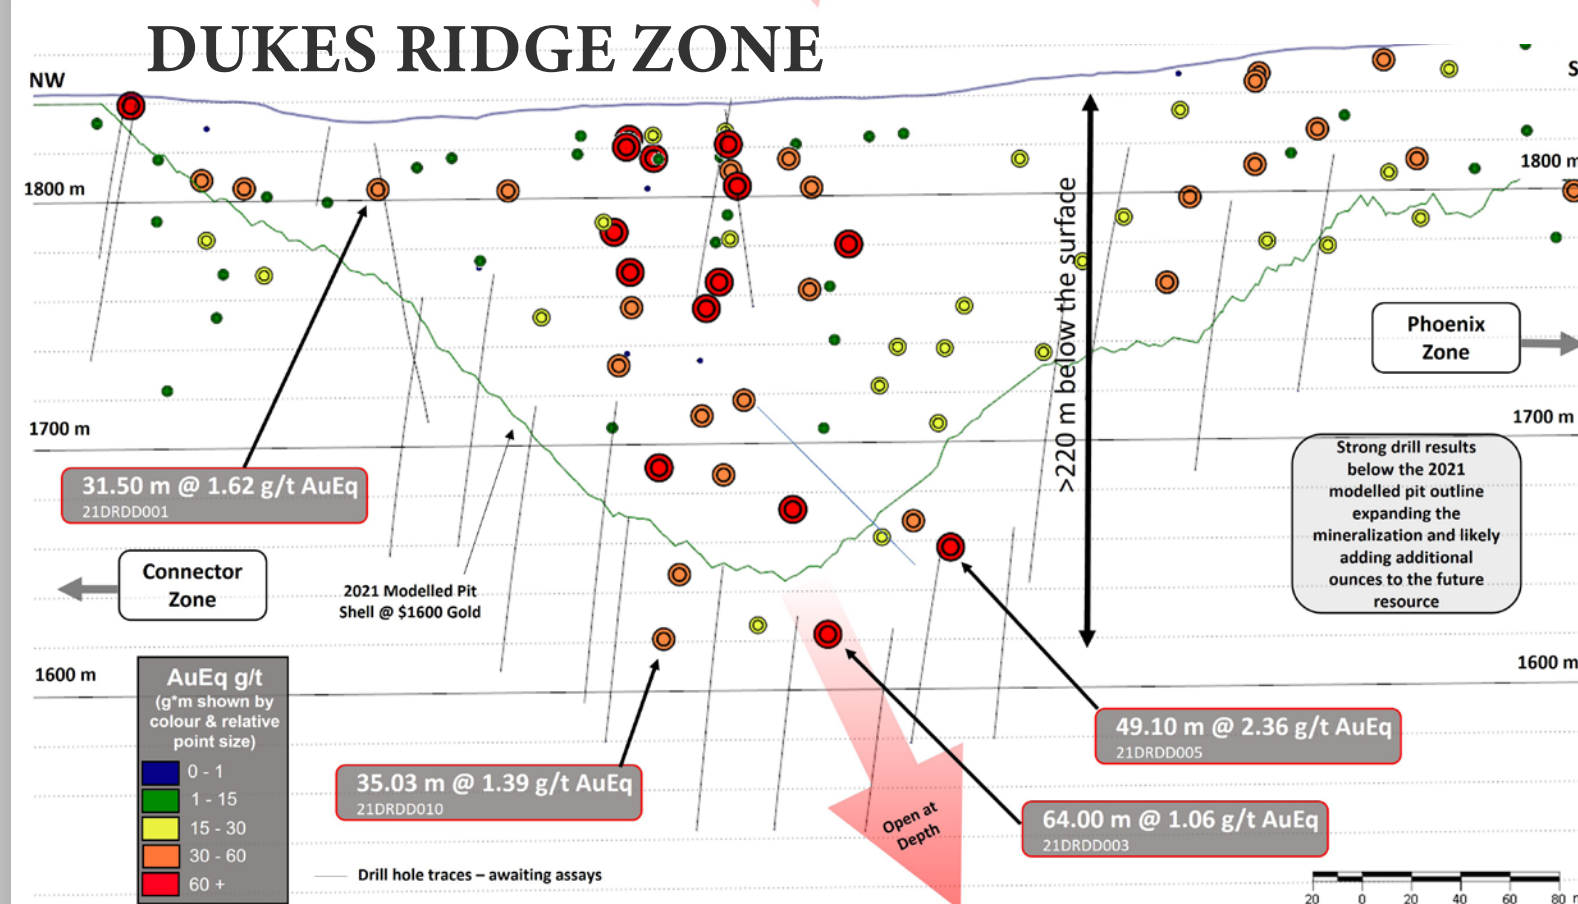 DUKES RIDGE ZONE
NW
S
1800 m
1800 m
>220 m below the surface
Phoenix
Zone
1700 m
1700 m
31.50 m @ 1.62 g/t AuEq
21DRDD001
Strong drill results
below the 2021
modelled pit outline
expanding the
mineralization and likely
adding additional
ounces to the future
resource
Connector
Zone
2021 Modelled Pit
Shell @ $1600 Gold
1600 m
1600 m
AuEq g/t
(g*m shown by
colour & relative
point size)
0 - 1
1 - 15
15 - 30
30 - 60
60 +
35.03 m @ 1.39 g/t AuEq
21DRDD010
49.10 m @ 2.36 g/t AuEq
21DRDD005
64.00 m @ 1.06 g/t AuEq
21DRDD003
Open at
Depth
Drill hole traces – awaiting assays
20 0 20 40 60 80